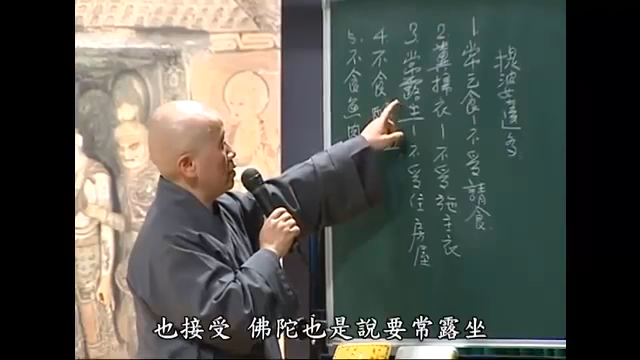 提婆達多
1.常乞食-不受請食
2.糞掃衣-不受施主衣
3.常露坐-不受住房屋
4.不食
5.不食魚肉
也接受 佛陀也是說要常露坐